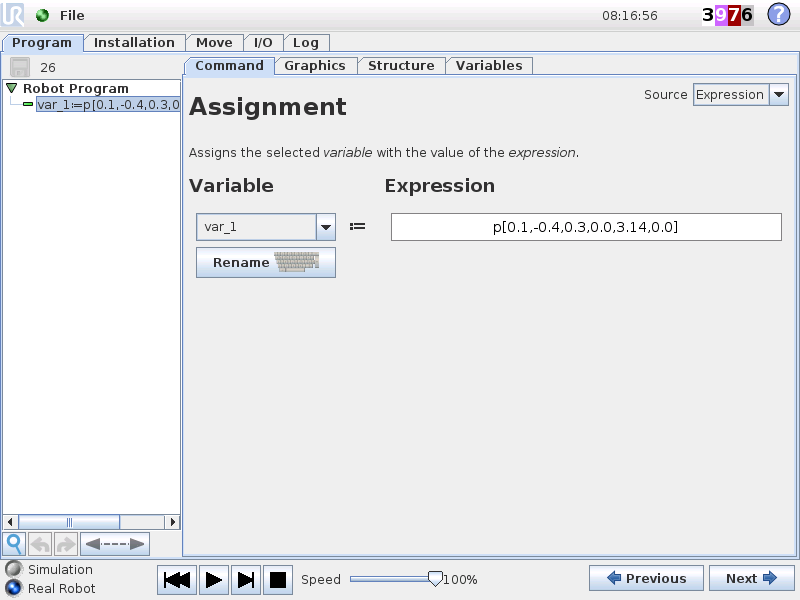 UR File 08:16:56 3976 ?
Program Installation Move I/O Log
26
Command Graphics Structure Variables
Robot Program
var_1:=p[0.1,-0.4,0.3,0
Assignment
Source Expression
Assigns the selected variable with the value of the expression.
Variable Expression
var_1 := p[0.1,-0.4,0.3,0.0,3.14,0.0]
Rename
Simulation
Real Robot
Speed 100%
Previous Next